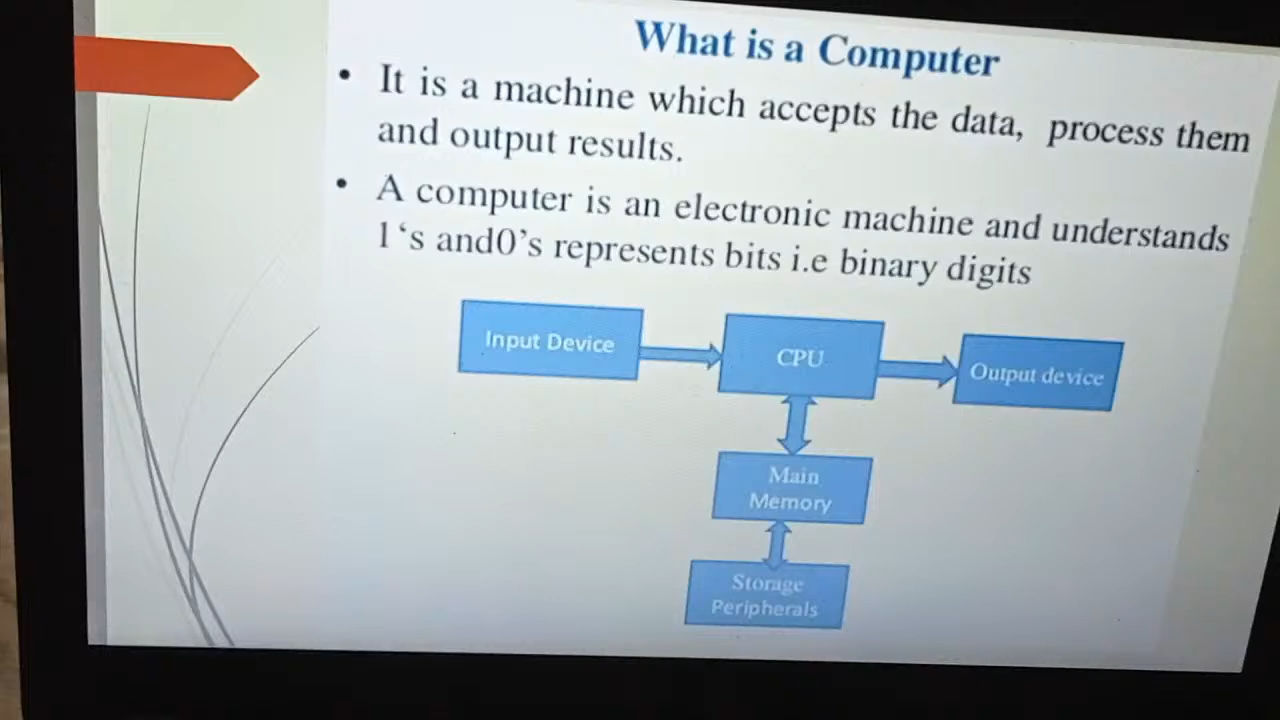 What is a Computer
• It is a machine which accepts the data, process them
and output results.
• A computer is an electronic machine and understands
1‘s and0’s represents bits i.e binary digits
Input Device
CPU
Output device
Main
Memory
Storage
Peripherals